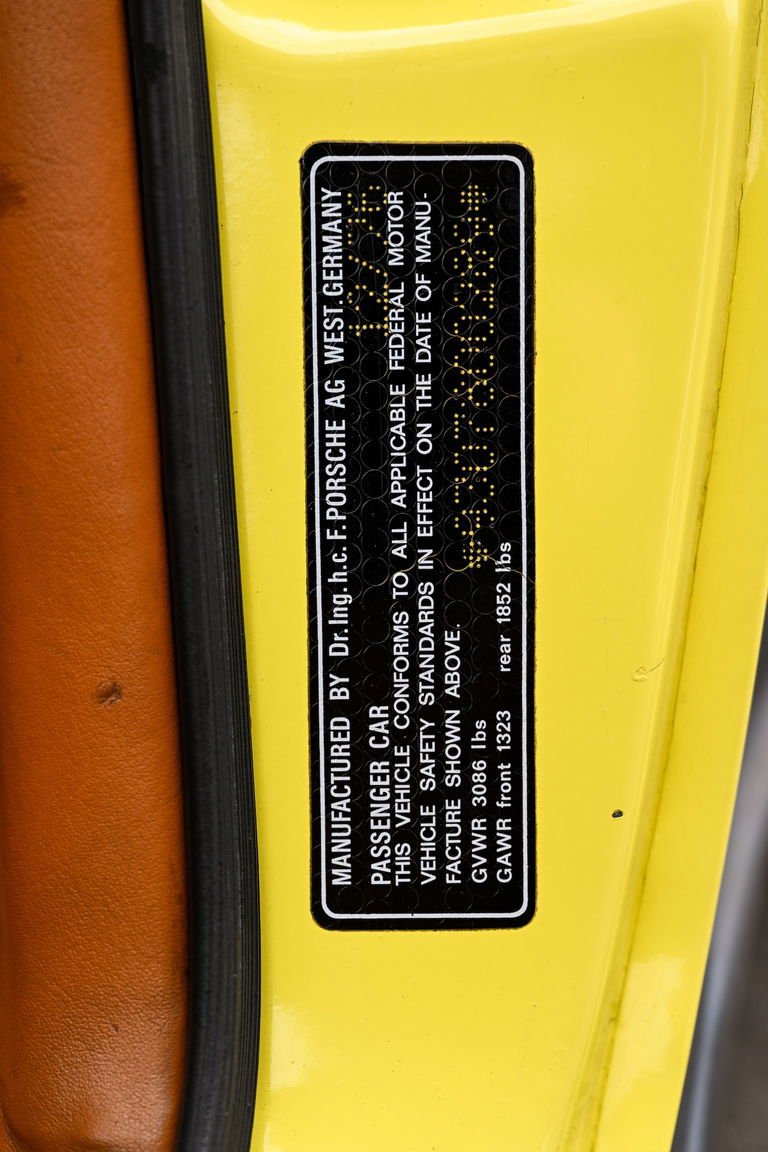 MANUFACTURED BY Dr. Ing. h.c. F. PORSCHE AG WEST. GERMANY
PASSENGER CAR
THIS VEHICLE CONFORMS TO ALL APPLICABLE FEDERAL MOTOR
VEHICLE SAFETY STANDARDS IN EFFECT ON THE DATE OF MANU-
FACTURE SHOWN ABOVE.
GVWR 3086 lbs
GAWR front 1323 rear 1852 lbs